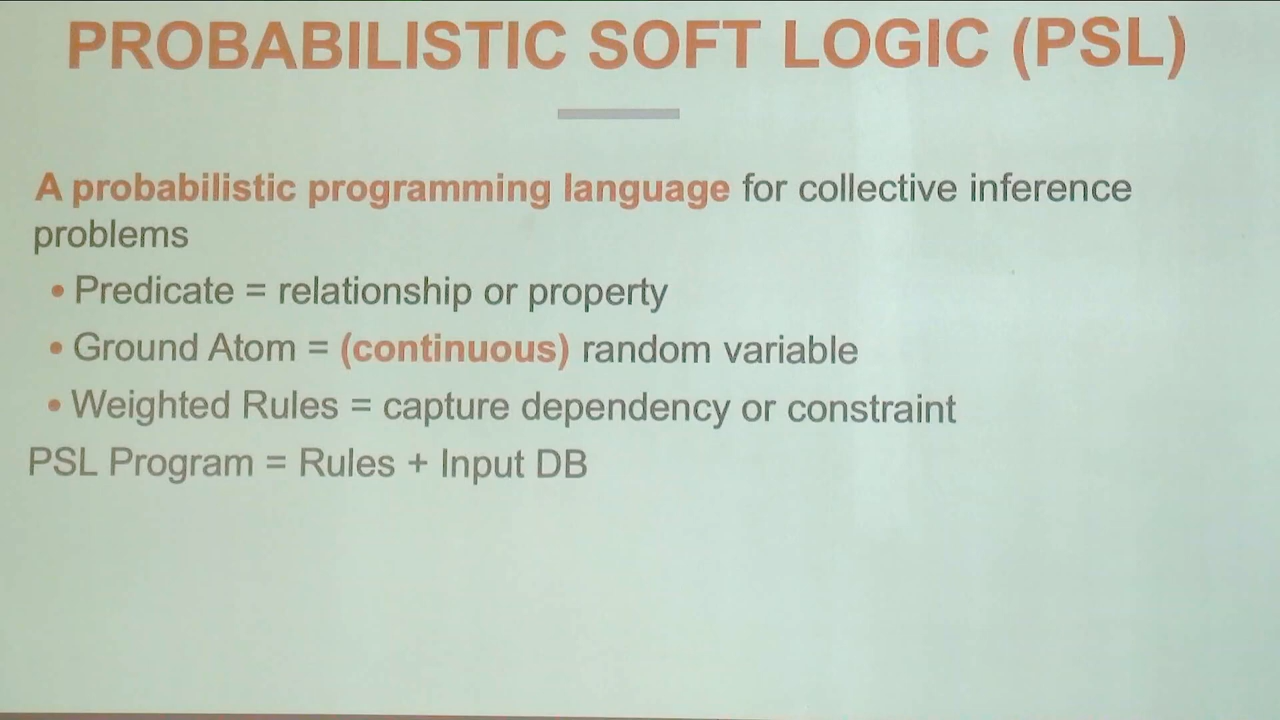 PROBABILISTIC SOFT LOGIC (PSL)
A probabilistic programming language for collective inference
problems
• Predicate = relationship or property
• Ground Atom = (continuous) random variable
• Weighted Rules = capture dependency or constraint
PSL Program = Rules + Input DB